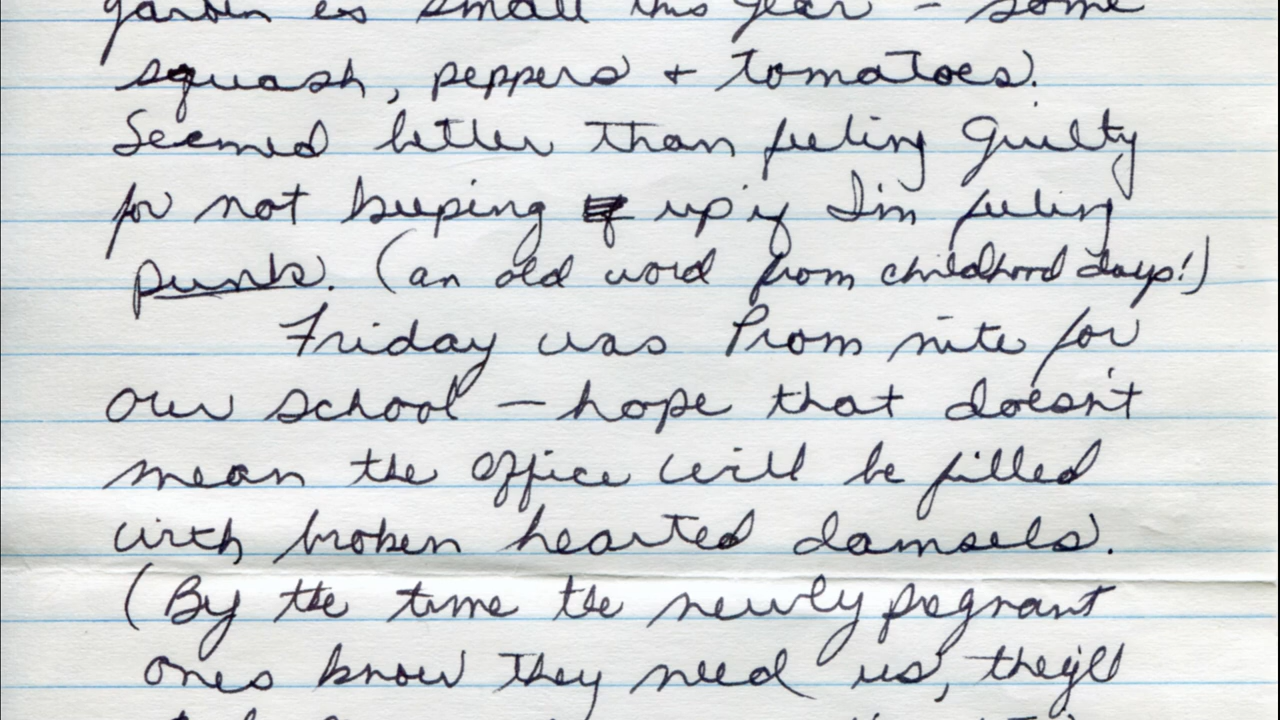 garden is small this year – some
squash, peppers + tomatoes.
Seemed better than feeling guilty
for not keeping up if I'm feeling
punk. (an old word from childhood days!)
Friday was Prom nite for
our school – hope that doesn't
mean the office will be filled
with broken hearted damsels.
(By the time the newly pregnant
ones know they need us, they'll